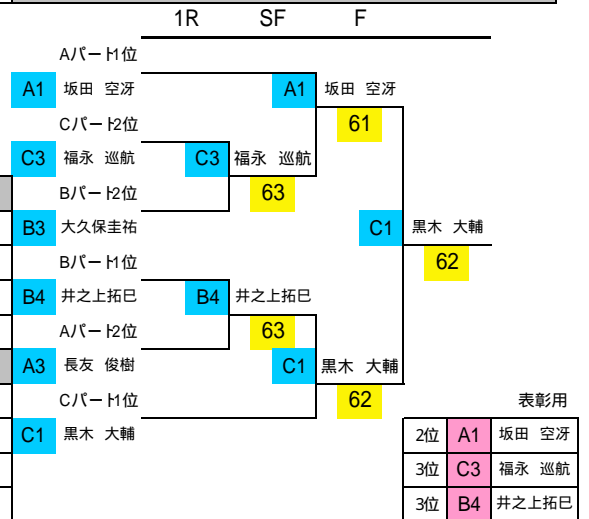 1R SF F
Aパート1位
A1 坂田 空冴 A1 坂田 空冴
Cパート2位 61
C3 福永 巡航 C3 福永 巡航
Bパート2位 63
B3 大久保圭祐 C1 黒木 大輔
Bパート1位 62
B4 井之上拓巳 B4 井之上拓巳
Aパート2位 63
A3 長友 俊樹 C1 黒木 大輔
Cパート1位 62 表彰用
C1 黒木 大輔 2位 A1 坂田 空冴
3位 C3 福永 巡航
3位 B4 井之上拓巳